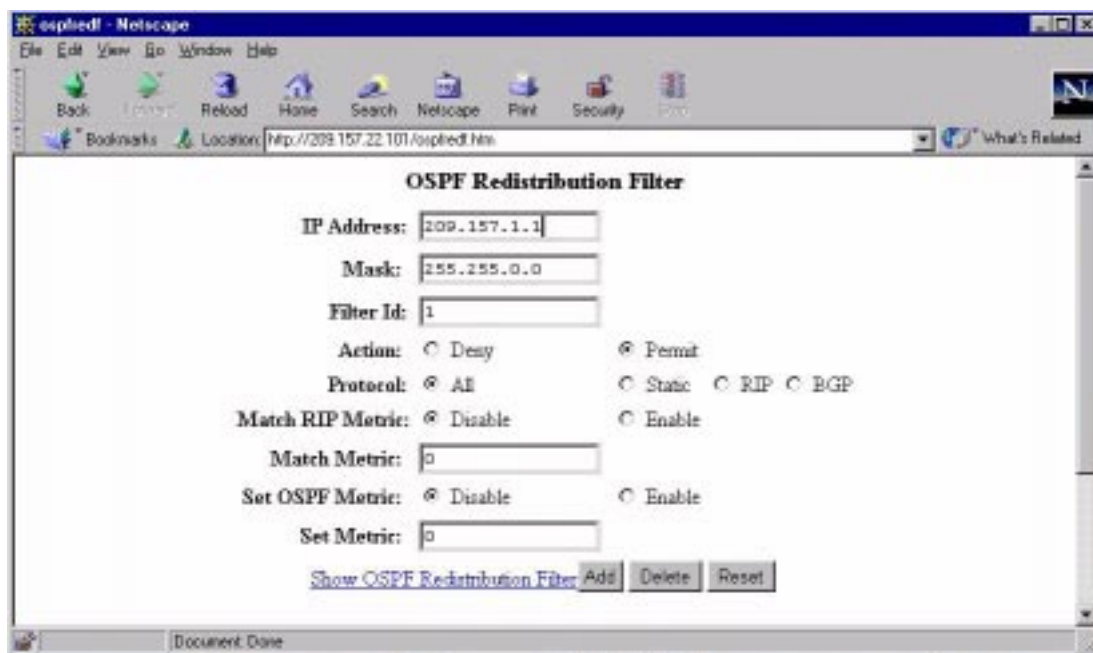 ospfredf - Netscape
File Edit View Go Window Help
Back Reload Home Search Netscape Print Security
Bookmarks Location: http://209.157.22.101/ospfredf.htm What's Related
N
OSPF Redistribution Filter
IP Address: 209.157.1.1
Mask: 255.255.0.0
Filter Id: 1
Action: Deny Permit
Protocol: All Static RIP BGP
Match RIP Metric: Disable Enable
Match Metric: 0
Set OSPF Metric: Disable Enable
Set Metric: 0
Show OSPF Redistribution Filter Add Delete Reset
Document: Done